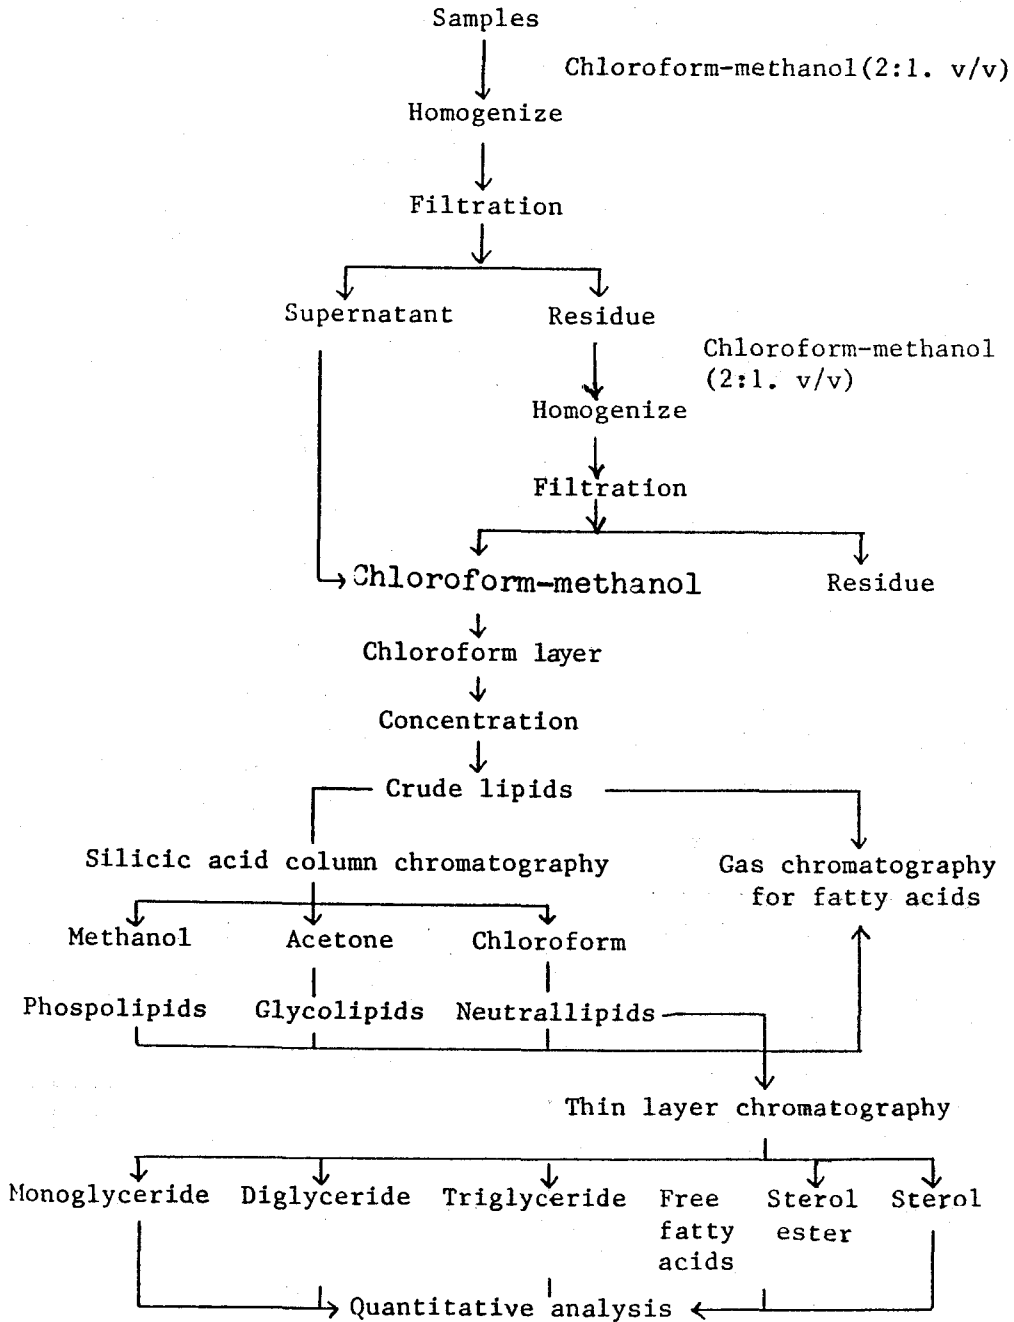 Samples
Chloroform-methanol(2:1. v/v)
Homogenize
Filtration
Supernatant
Residue
Chloroform-methanol
(2:1. v/v)
Homogenize
Filtration
Chloroform-methanol
Residue
Chloroform layer
Concentration
Crude lipids
Silicic acid column chromatography
Gas chromatography
for fatty acids
Methanol
Acetone
Chloroform
Phospolipids
Glycolipids
Neutrallipids
Thin layer chromatography
Monoglyceride
Diglyceride
Triglyceride
Free
fatty
acids
Sterol
ester
Sterol
Quantitative analysis